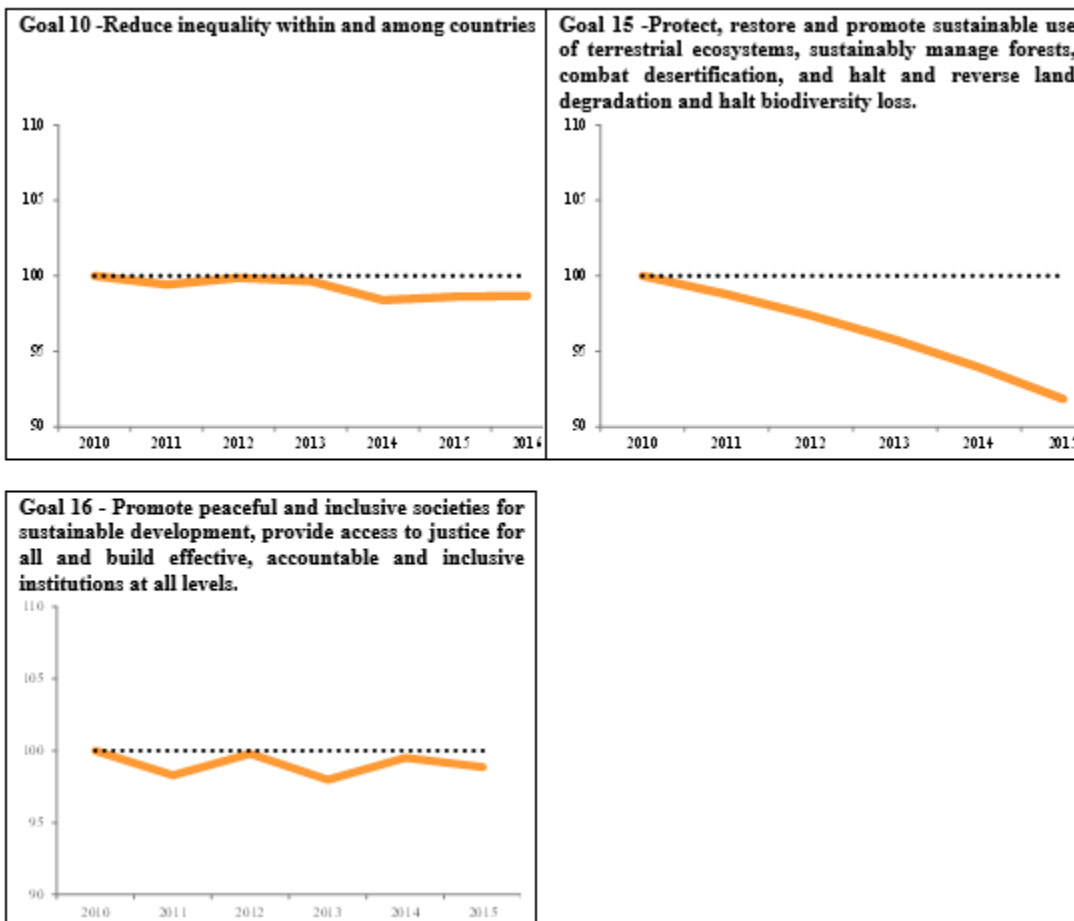 Goal 10 -Reduce inequality within and among countries
110
105
100
95
90
2010 2011 2012 2013 2014 2015 2016
Goal 15 -Protect, restore and promote sustainable use
of terrestrial ecosystems, sustainably manage forests,
combat desertification, and halt and reverse land
degradation and halt biodiversity loss.
110
105
100
95
90
2010 2011 2012 2013 2014 2015
Goal 16 - Promote peaceful and inclusive societies for
sustainable development, provide access to justice for
all and build effective, accountable and inclusive
institutions at all levels.
110
105
100
95
90
2010 2011 2012 2013 2014 2015